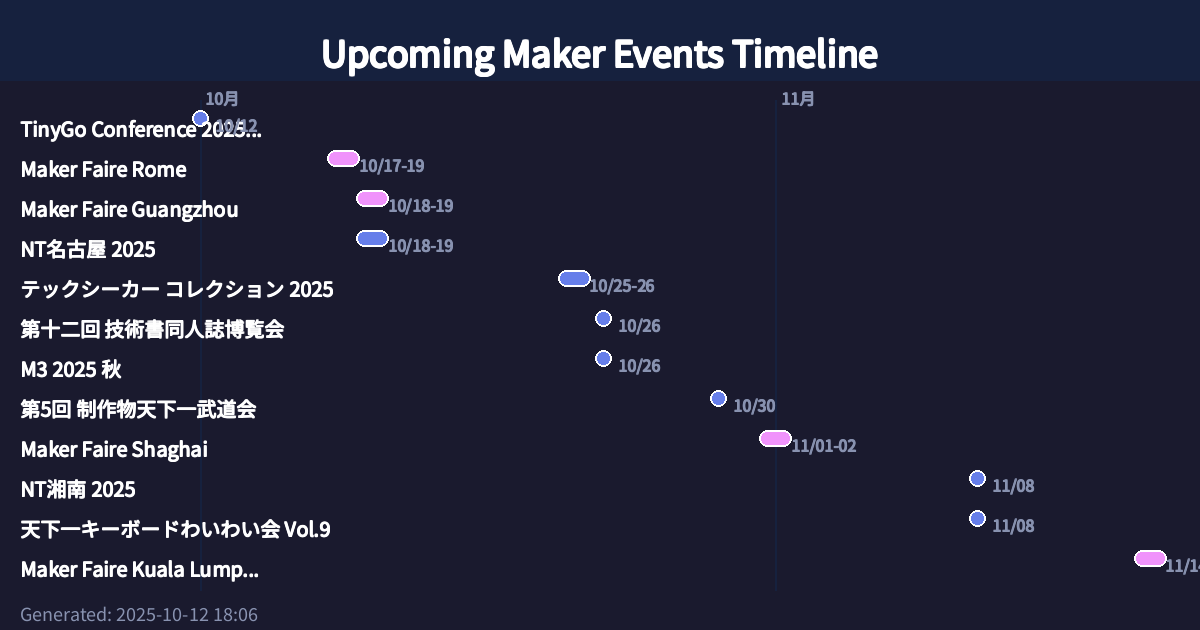 Upcoming Maker Events Timeline
10月 11月
TinyGo Conference 2025... 10/12
Maker Faire Rome 10/17-19
Maker Faire Guangzhou 10/18-19
NT名古屋 2025 10/18-19
テックシーカー コレクション 2025 10/25-26
第十二回 技術書同人誌博覧会 10/26
M3 2025 秋 10/26
第5回 制作物天下一武道会 10/30
Maker Faire Shaghai 11/01-02
NT湘南 2025 11/08
天下一キーボードわいわい会 Vol.9 11/08
Maker Faire Kuala Lump... 11/1
Generated: 2025-10-12 18:06